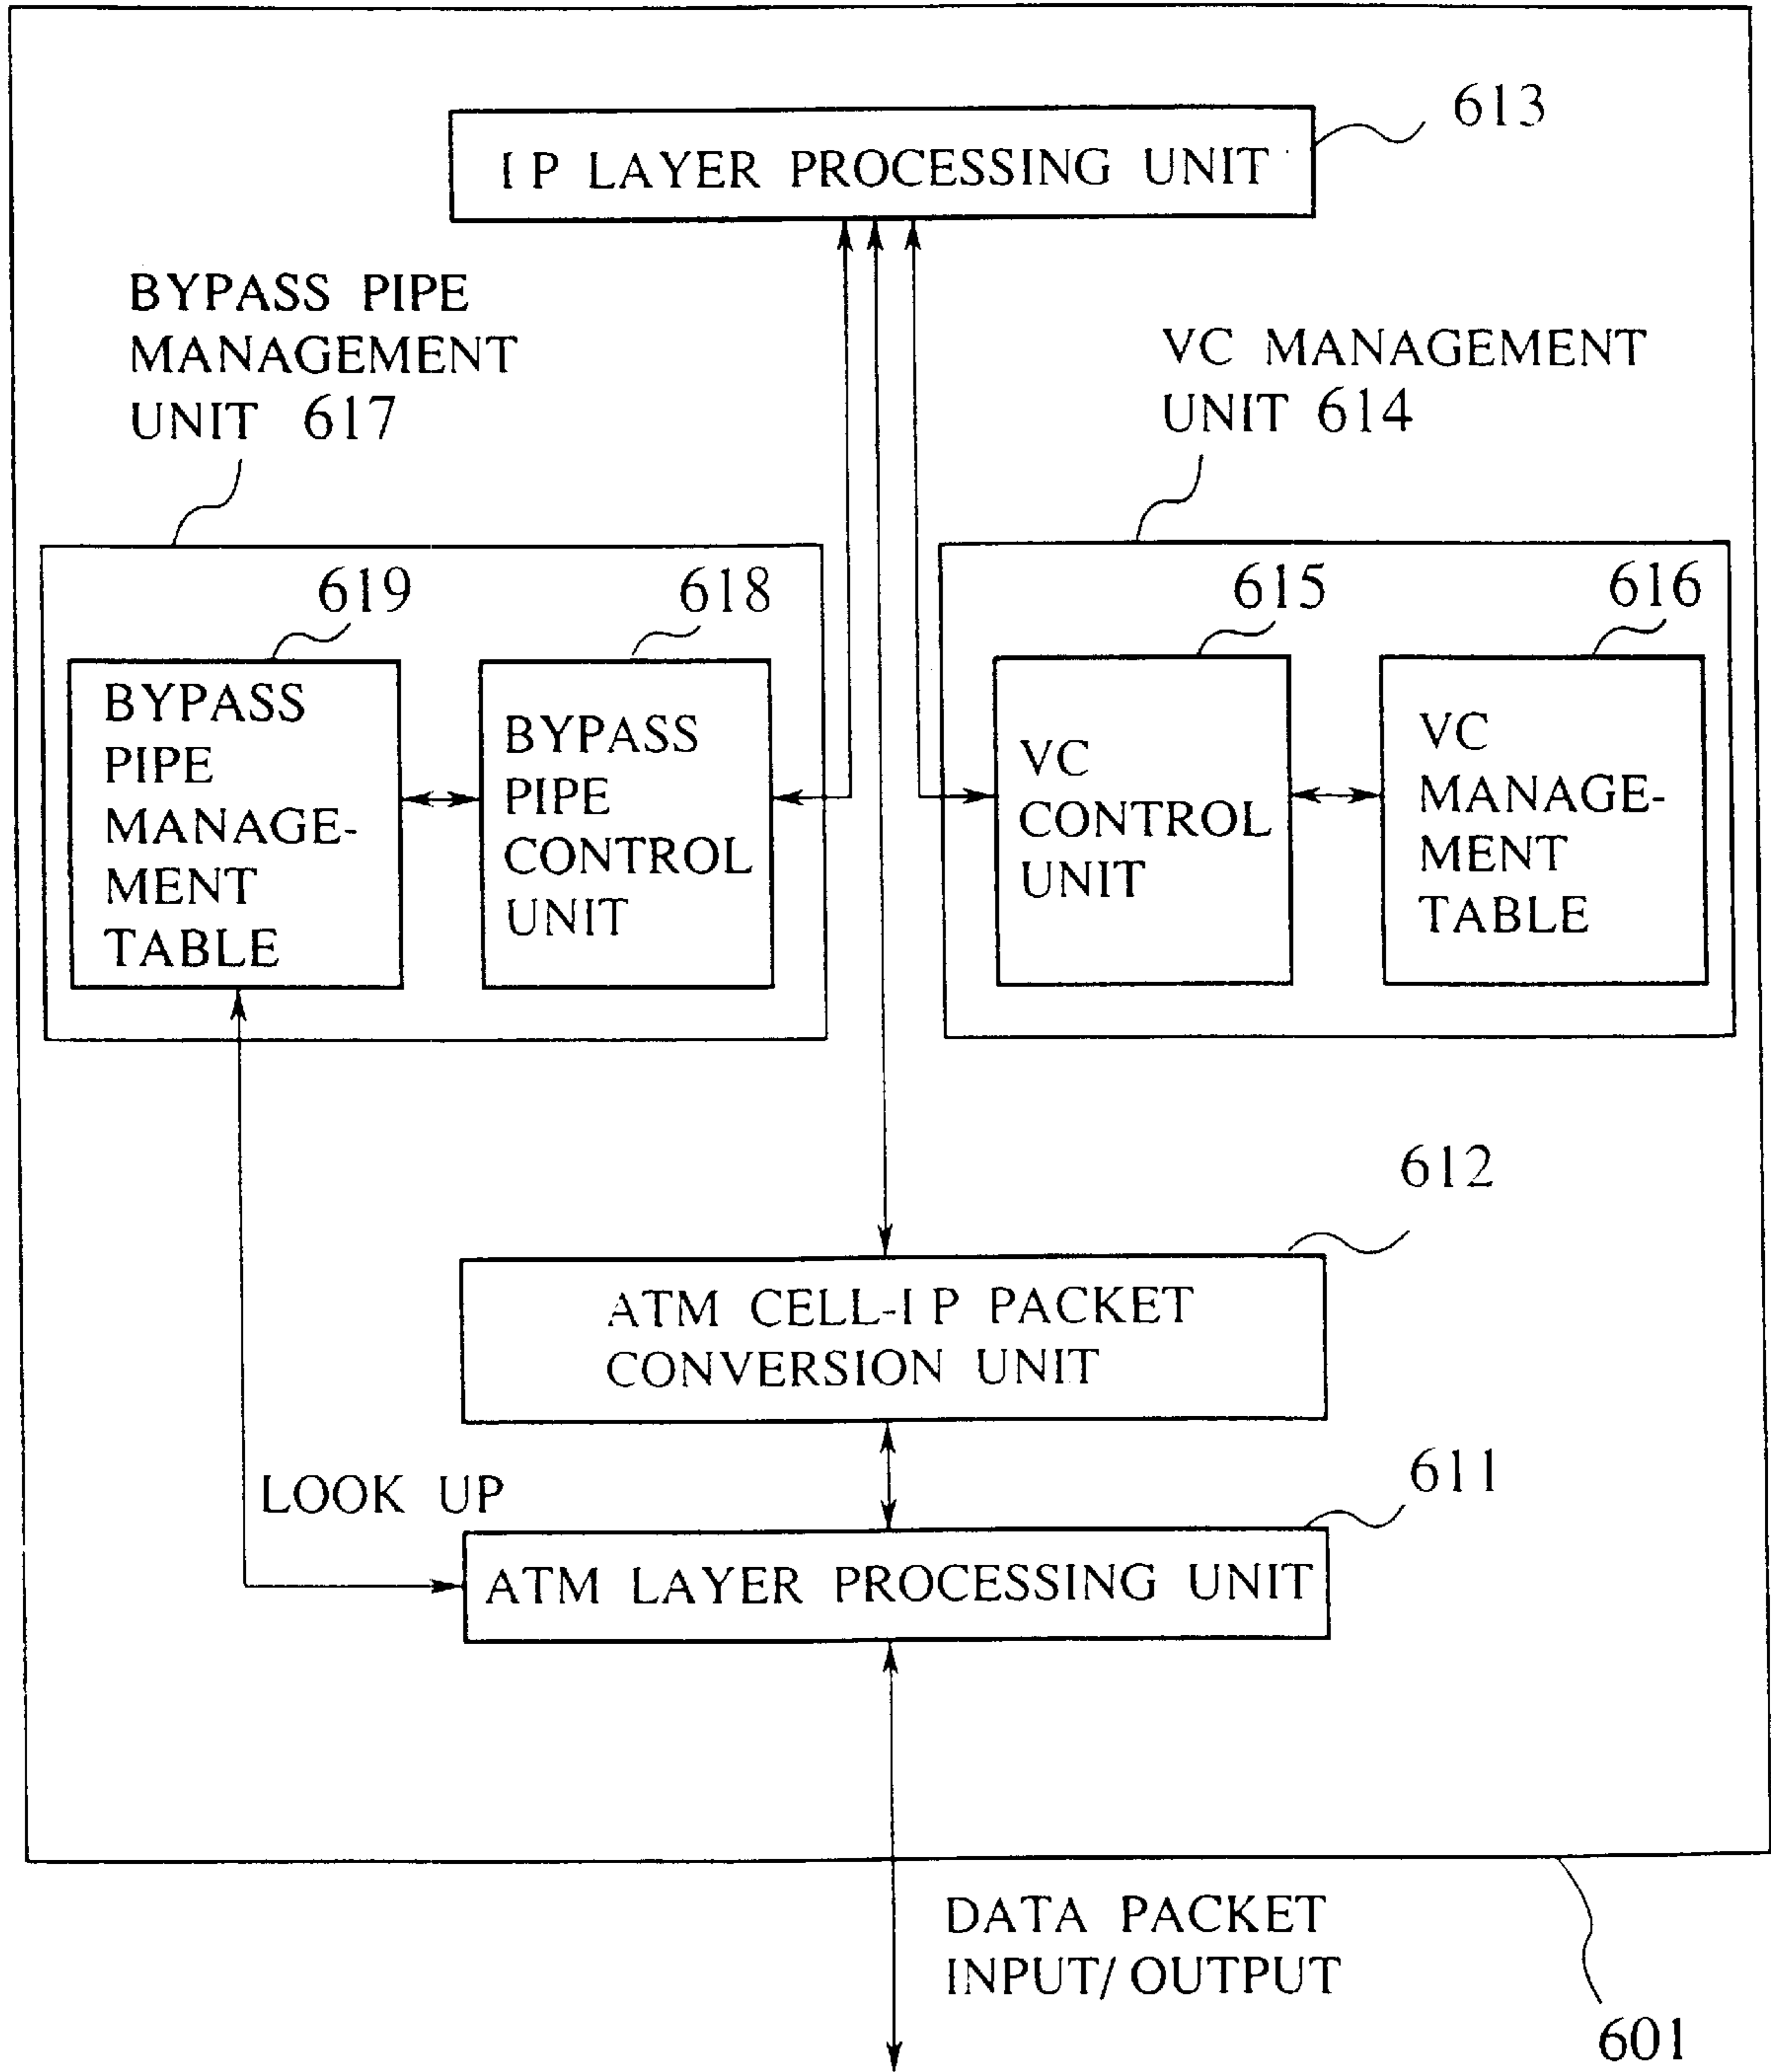 613
IP LAYER PROCESSING UNIT
BYPASS PIPE
MANAGEMENT
UNIT 617
VC MANAGEMENT
UNIT 614
619
618
615
616
BYPASS
PIPE
MANAGE-
MENT
TABLE
BYPASS
PIPE
CONTROL
UNIT
VC
CONTROL
UNIT
VC
MANAGE-
MENT
TABLE
612
ATM CELL-IP PACKET
CONVERSION UNIT
611
LOOK UP
ATM LAYER PROCESSING UNIT
DATA PACKET
INPUT/OUTPUT
601